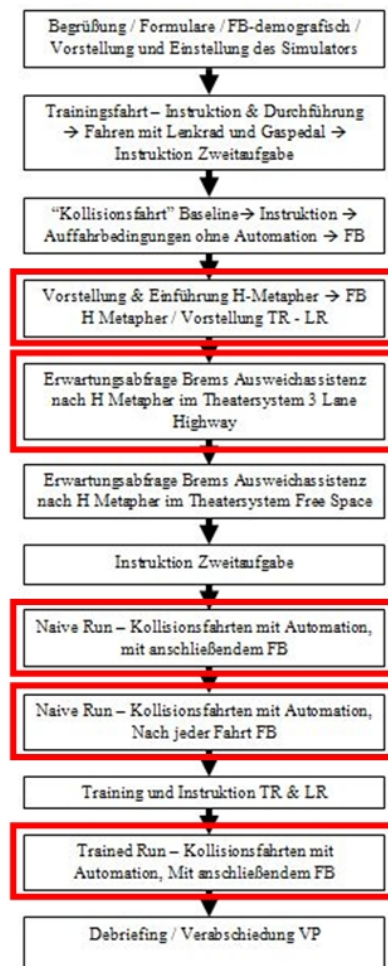 Begrüßung / Formulare / FB-demografisch /
Vorstellung und Einstellung des Simulators
Trainingsfahrt – Instruktion & Durchführung
→ Fahren mit Lenkrad und Gaspedal →
Instruktion Zweitaufgabe
“Kollisionsfahrt” Baseline→ Instruktion →
Auffahrbedingungen ohne Automation → FB
Vorstellung & Einführung H-Metapher → FB
H Metapher / Vorstellung TR - LR
Erwartungsabfrage Brems Ausweichassistenz
nach H Metapher im Theatersystem 3 Lane
Highway
Erwartungsabfrage Brems Ausweichassistenz
nach H Metapher im Theatersystem Free Space
Instruktion Zweitaufgabe
Naive Run – Kollisionsfahrten mit Automation,
mit anschließendem FB
Naive Run – Kollisionsfahrten mit Automation,
Nach jeder Fahrt FB
Training und Instruktion TR & LR
Trained Run – Kollisionsfahrten mit
Automation, Mit anschließendem FB
Debriefing / Verabschiedung VP